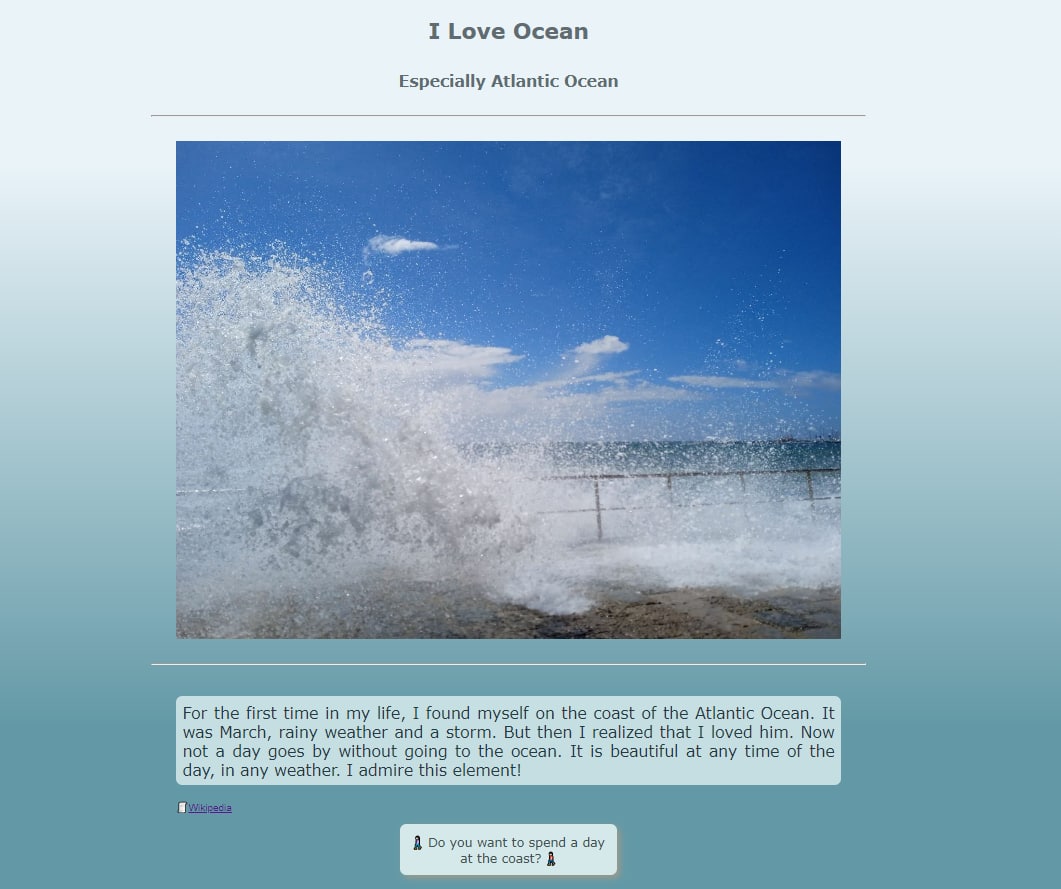 I Love Ocean
Especially Atlantic Ocean
For the first time in my life, I found myself on the coast of the Atlantic Ocean. It
was March, rainy weather and a storm. But then I realized that I loved him. Now
not a day goes by without going to the ocean. It is beautiful at any time of the
day, in any weather. I admire this element!
Wikipedia
Do you want to spend a day
at the coast?